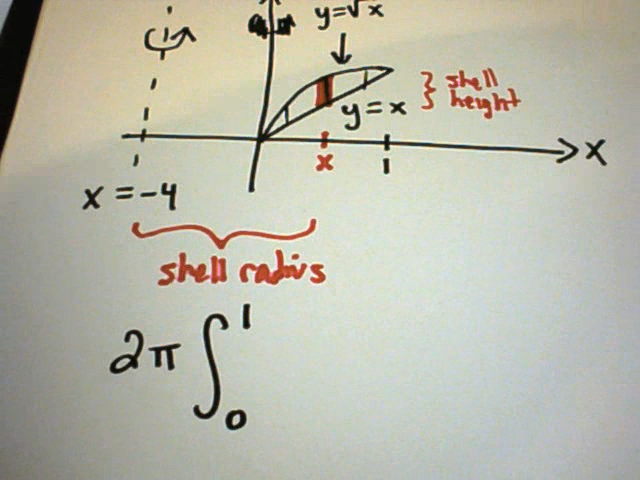 y=√x
} shell
height
y=x
x
x
1
x=-4
shell radius
2π∫₀¹